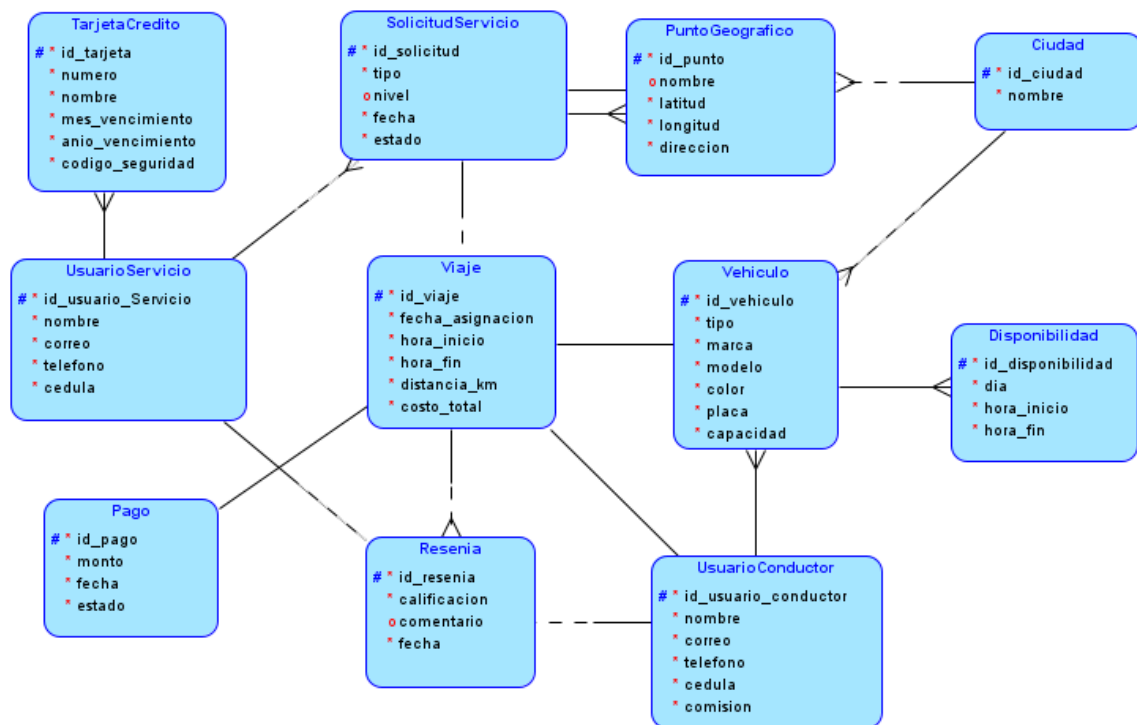 TarjetaCredito
# * id_tarjeta
* numero
* nombre
* mes_vencimiento
* anio_vencimiento
* codigo_seguridad
SolicitudServicio
# * id_solicitud
* tipo
o nivel
* fecha
* estado
PuntoGeografico
# * id_punto
o nombre
* latitud
* longitud
* direccion
Ciudad
# * id_ciudad
* nombre
UsuarioServicio
# * id_usuario_Servicio
* nombre
* correo
* telefono
* cedula
Viaje
# * id_viaje
* fecha_asignacion
* hora_inicio
* hora_fin
* distancia_km
* costo_total
Vehiculo
# * id_vehiculo
* tipo
* marca
* modelo
* color
* placa
* capacidad
Disponibilidad
# * id_disponibilidad
* dia
* hora_inicio
* hora_fin
Pago
# * id_pago
* monto
* fecha
* estado
Resenia
# * id_resenia
* calificacion
o comentario
* fecha
UsuarioConductor
# * id_usuario_conductor
* nombre
* correo
* telefono
* cedula
* comision